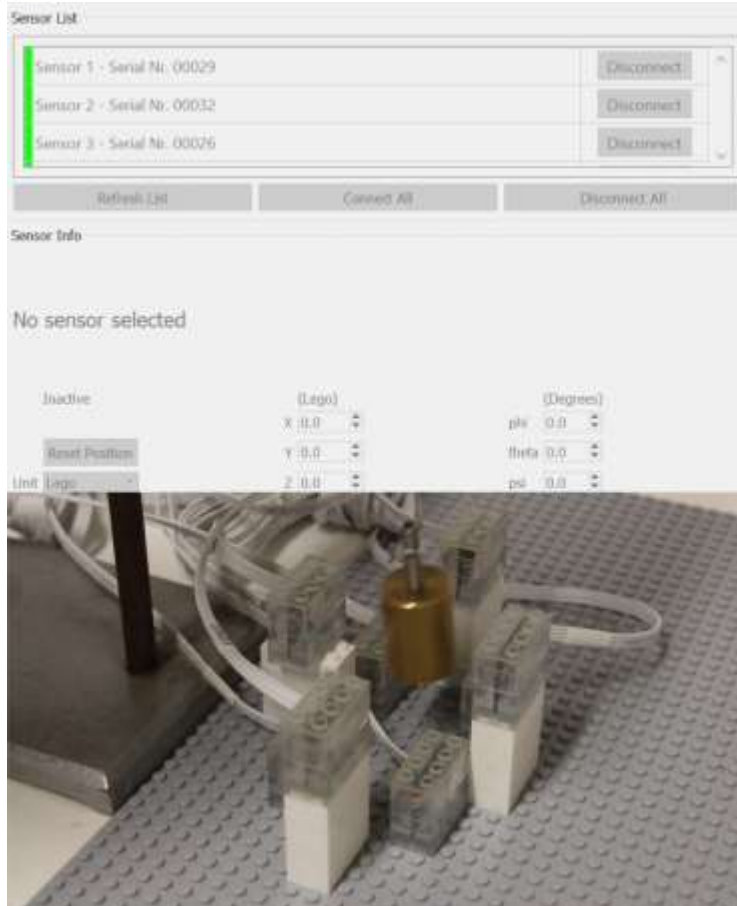 Sensor List
Sensor 1 - Serial Nr. 00029 Disconnect
Sensor 2 - Serial Nr. 00032 Disconnect
Sensor 3 - Serial Nr. 00026 Disconnect
Refresh List Connect All Disconnect All
Sensor Info
No sensor selected
Inactive (Lego) (Degrees)
X 0.0 phi 0.0
Reset Position Y 0.0 theta 0.0
Unit Lego Z 0.0 psi 0.0